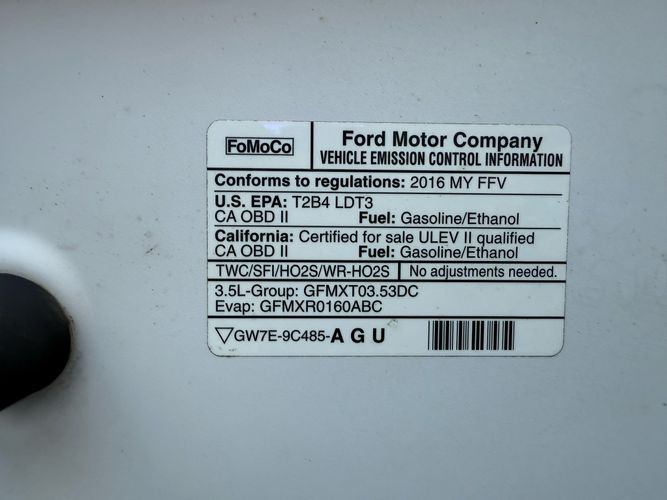 FoMoCo
Ford Motor Company
VEHICLE EMISSION CONTROL INFORMATION
Conforms to regulations: 2016 MY FFV
U.S. EPA: T2B4 LDT3
CA OBD II Fuel: Gasoline/Ethanol
California: Certified for sale ULEV II qualified
CA OBD II Fuel: Gasoline/Ethanol
TWC/SFI/HO2S/WR-HO2S No adjustments needed.
3.5L-Group: GFMXT03.53DC
Evap: GFMXR0160ABC
GW7E-9C485-A G U